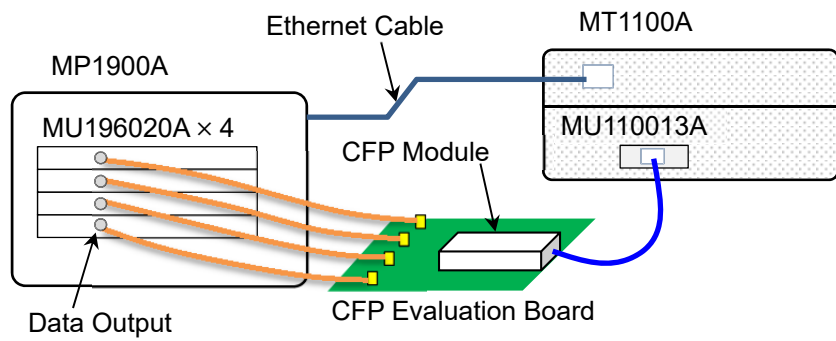 Ethernet Cable
MT1100A
MP1900A
MU196020A × 4
MU110013A
CFP Module
Data Output
CFP Evaluation Board